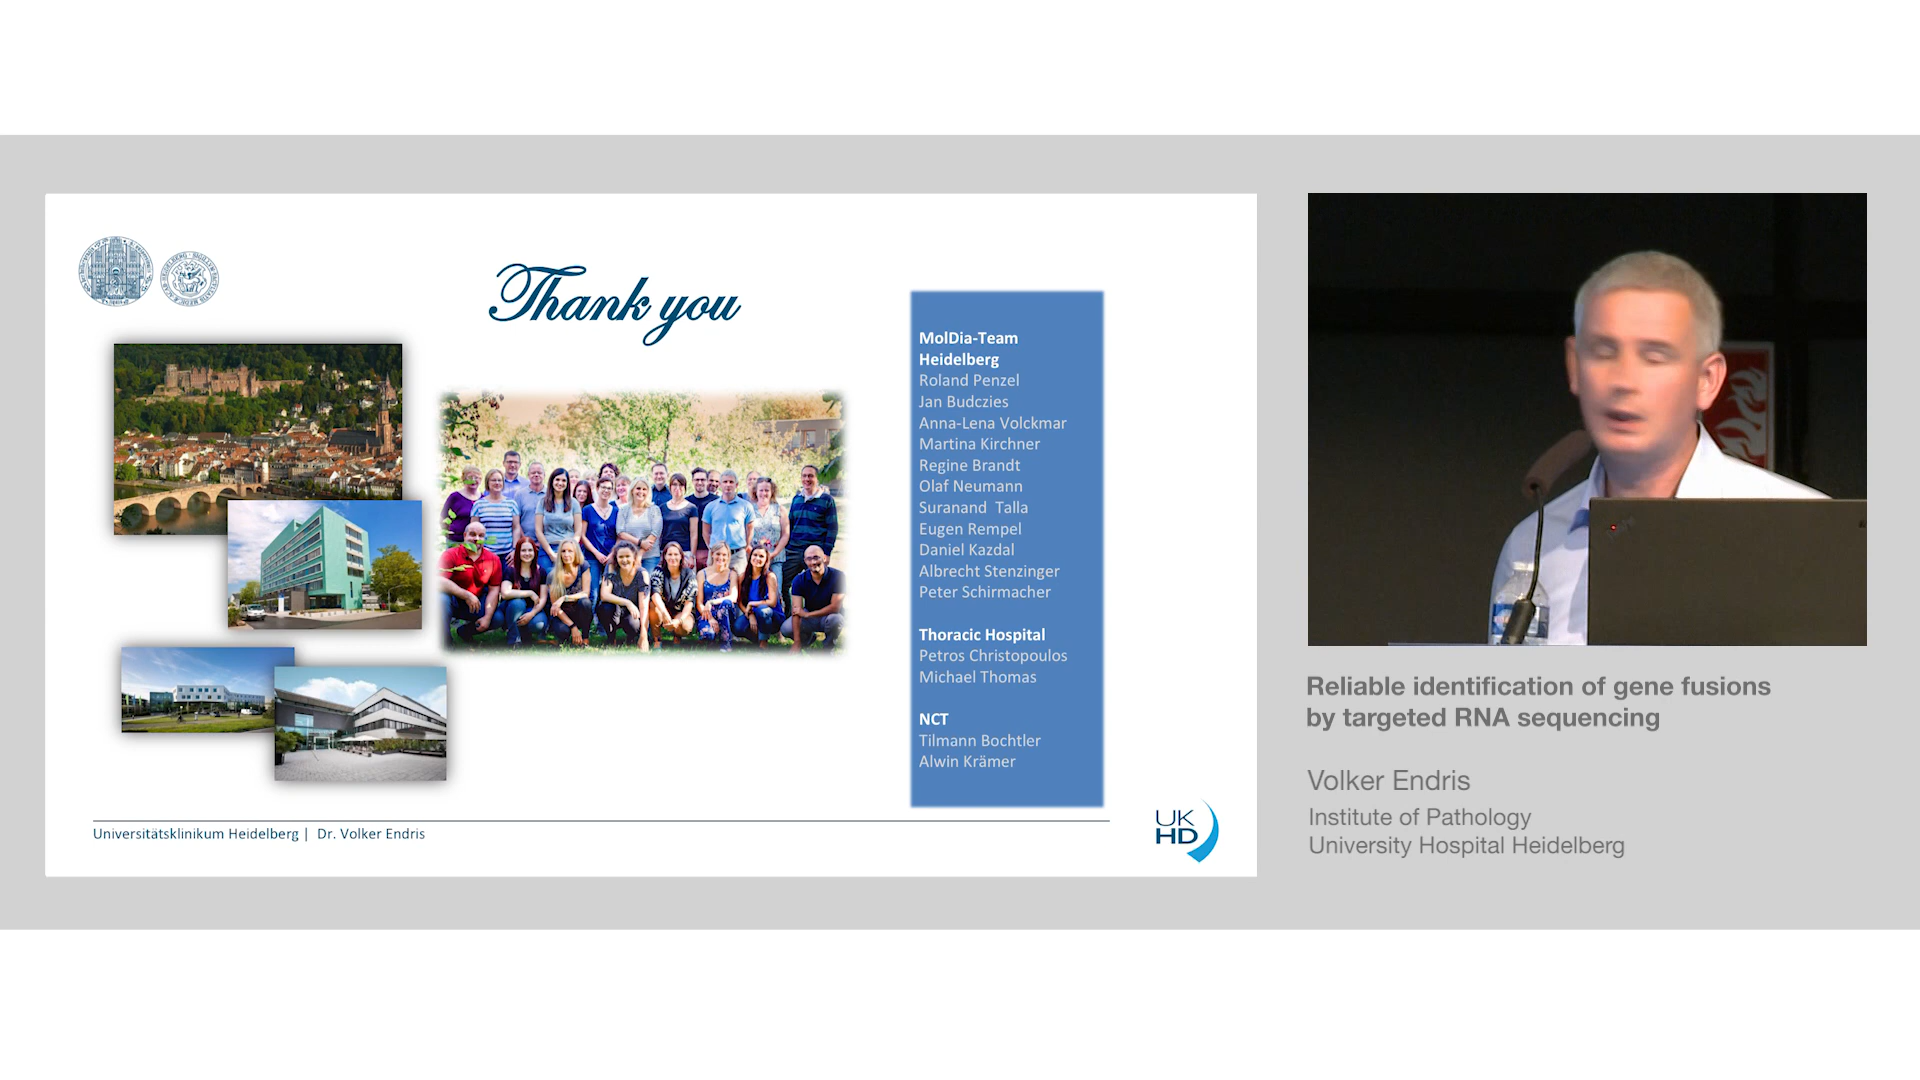 Thank you
MolDia-Team
Heidelberg
Roland Penzel
Jan Budczies
Anna-Lena Volckmar
Martina Kirchner
Regine Brandt
Olaf Neumann
Suranand Talla
Eugen Rempel
Daniel Kazdal
Albrecht Stenzinger
Peter Schirmacher
Thoracic Hospital
Petros Christopoulos
Michael Thomas
NCT
Tilmann Bochtler
Alwin Krämer
Universitätsklinikum Heidelberg | Dr. Volker Endris
UK
HD
Reliable identification of gene fusions
by targeted RNA sequencing
Volker Endris
Institute of Pathology
University Hospital Heidelberg